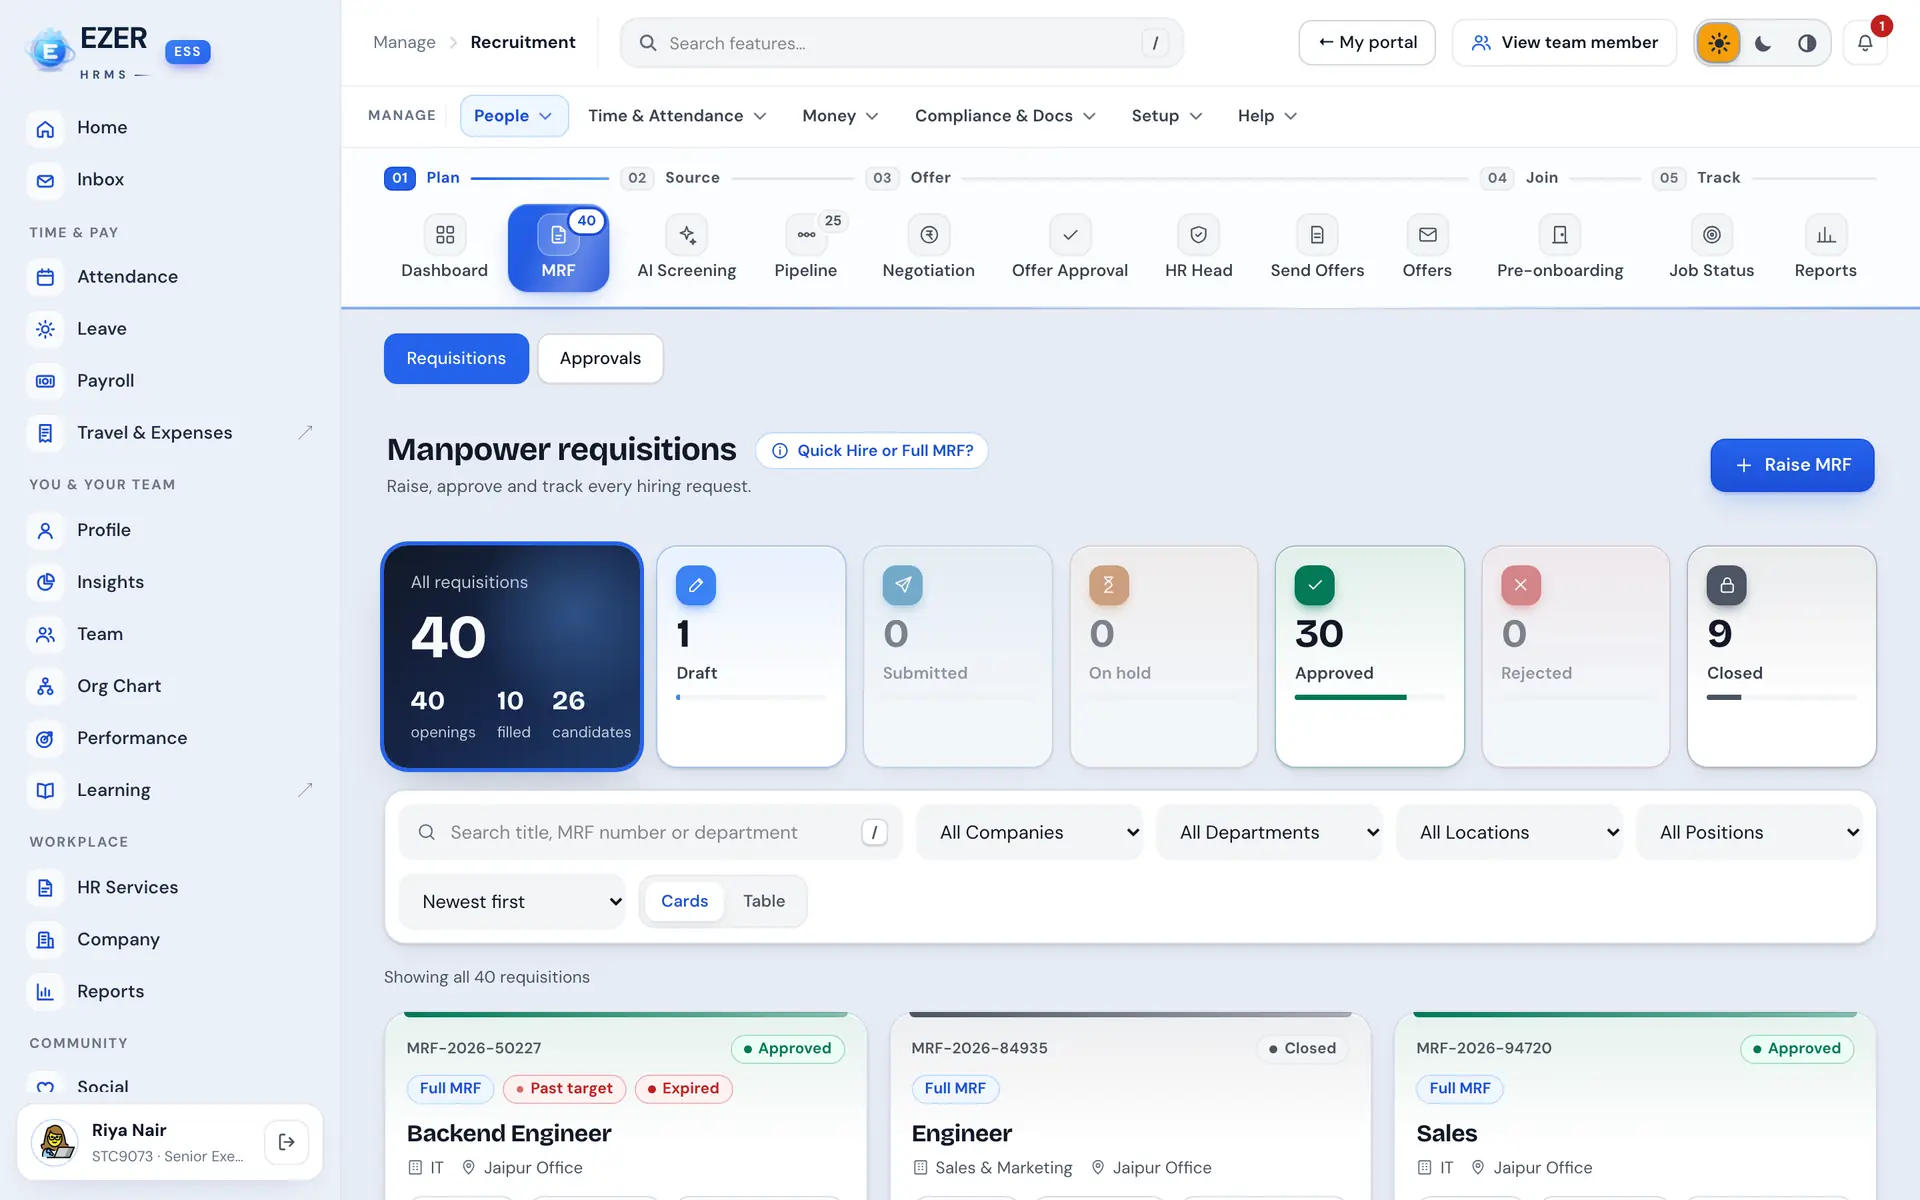 EZER
HRMS
ESS
Home
Inbox
TIME & PAY
Attendance
Leave
Payroll
Travel & Expenses
YOU & YOUR TEAM
Profile
Insights
Team
Org Chart
Performance
Learning
WORKPLACE
HR Services
Company
Reports
COMMUNITY
Social
Riya Nair
STC9073 · Senior Exe...
Manage > Recruitment
Search features... /
← My portal
View team member
1
MANAGE
People
Time & Attendance
Money
Compliance & Docs
Setup
Help
01 Plan
02 Source
03 Offer
04 Join
05 Track
Dashboard
40
MRF
AI Screening
25
Pipeline
Negotiation
Offer Approval
HR Head
Send Offers
Offers
Pre-onboarding
Job Status
Reports
Requisitions
Approvals
Manpower requisitions
Quick Hire or Full MRF?
Raise, approve and track every hiring request.
+ Raise MRF
All requisitions
40
40 10 26
openings filled candidates
1
Draft
0
Submitted
0
On hold
30
Approved
0
Rejected
9
Closed
Search title, MRF number or department /
All Companies
All Departments
All Locations
All Positions
Newest first
Cards
Table
Showing all 40 requisitions
MRF-2026-50227
Approved
Full MRF
Past target
Expired
Backend Engineer
IT
Jaipur Office
MRF-2026-84935
Closed
Full MRF
Engineer
Sales & Marketing
Jaipur Office
MRF-2026-94720
Approved
Full MRF
Sales
IT
Jaipur Office